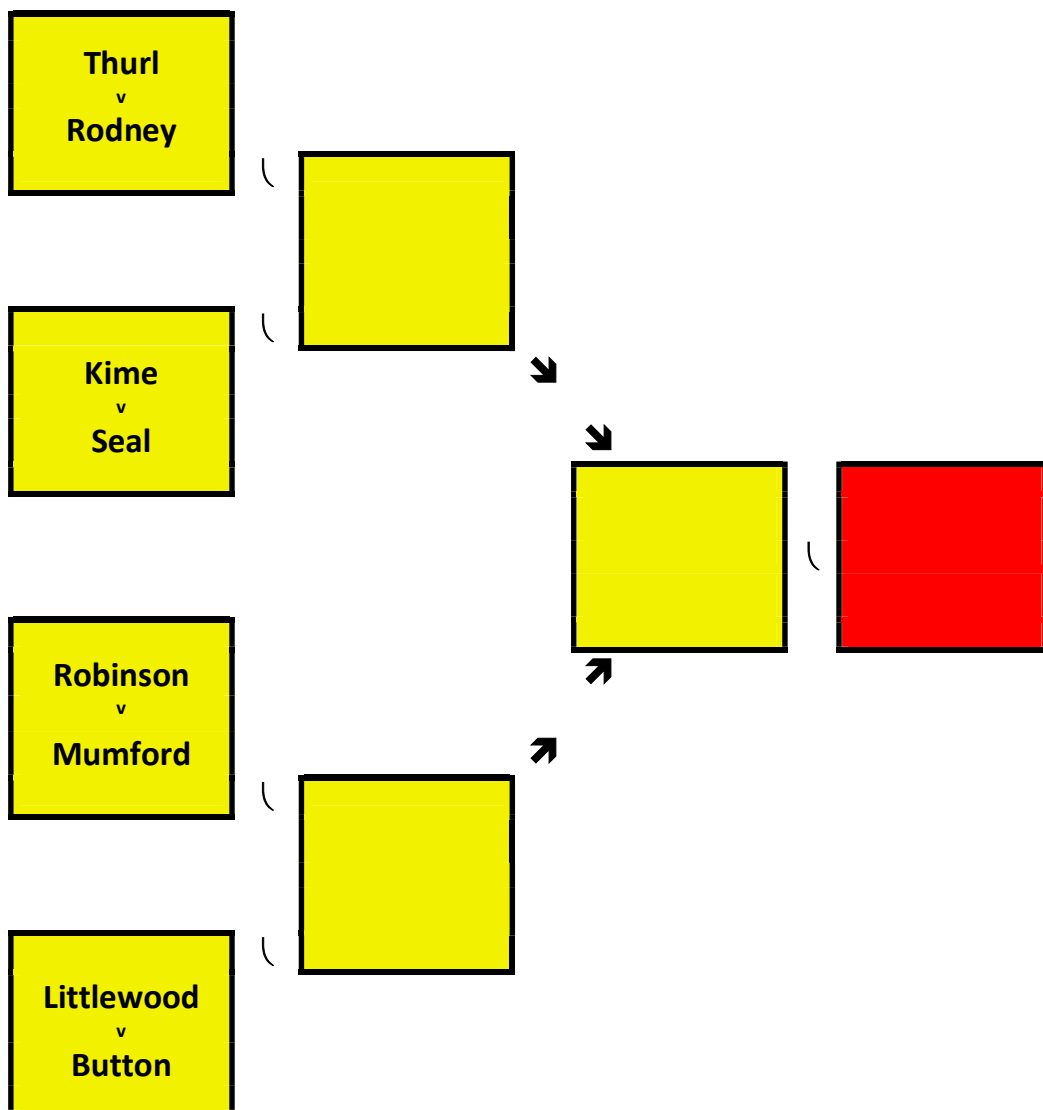 Thurl
v
Rodney
Kime
v
Seal
Robinson
v
Mumford
Littlewood
v
Button